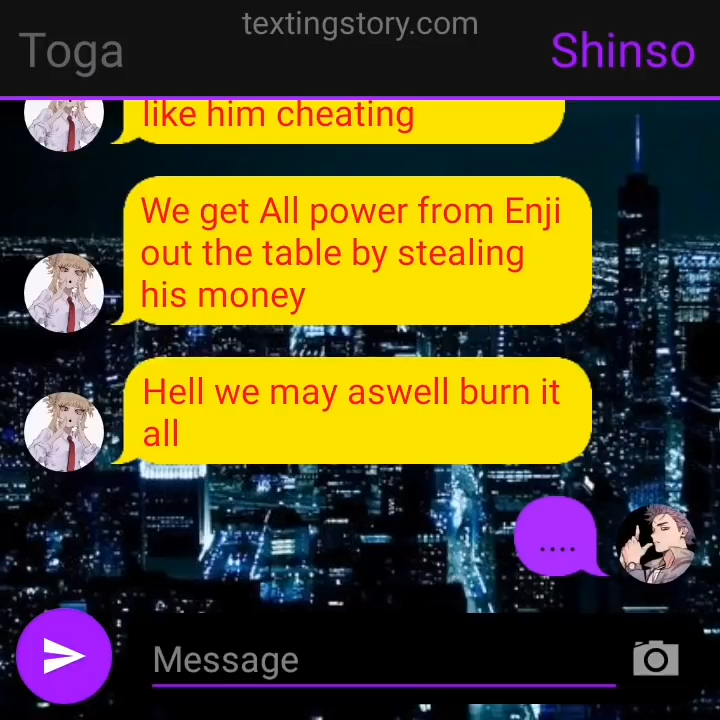 textingstory.com
Toga
Shinso
like him cheating
We get All power from Enji
out the table by stealing
his money
Hell we may aswell burn it
all
....
Message